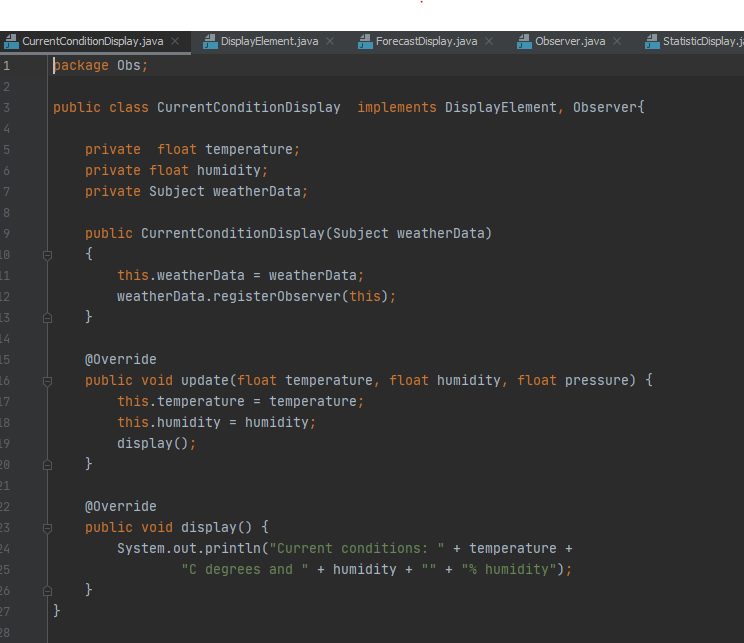 CurrentConditionDisplay.java DisplayElement.java ForecastDisplay.java Observer.java StatisticDisplay.ja
1 package Obs;
2
3 public class CurrentConditionDisplay  implements DisplayElement, Observer{
4
5     private  float temperature;
6     private float humidity;
7     private Subject weatherData;
8
9     public CurrentConditionDisplay(Subject weatherData)
10     {
11         this.weatherData = weatherData;
12         weatherData.registerObserver(this);
13     }
14
15     @Override
16     public void update(float temperature, float humidity, float pressure) {
17         this.temperature = temperature;
18         this.humidity = humidity;
19         display();
20     }
21
22     @Override
23     public void display() {
24         System.out.println("Current conditions: " + temperature +
25                 "C degrees and " + humidity + "" + "% humidity");
26     }
27 }
28